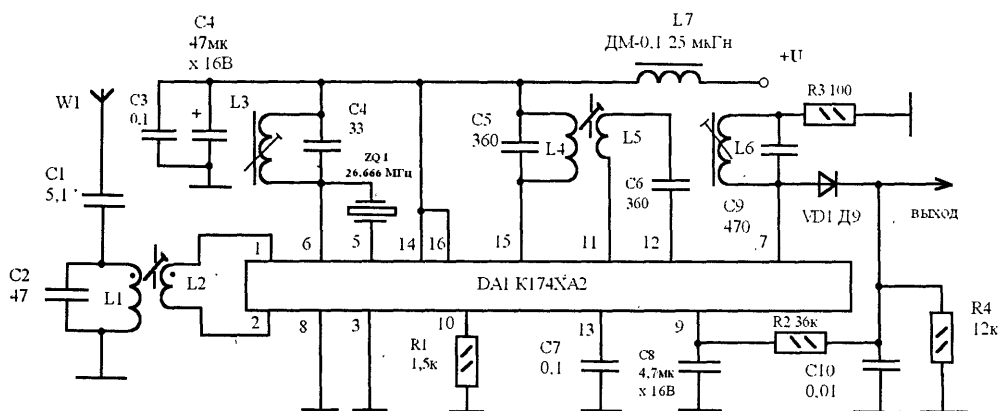 C4
47мк
х 16В
L7
ДМ-0,1 25 мкГн
+U
W1
C3
0,1
+
L3
C4
33
ZQ1
26.666 МГц
C5
360
L4
L5
C6
360
R3 100
L6
C9
470
VD1 Д9
выход
C1
5,1
C2
47
L1
L2
1
6
5
14
16
15
11
12
7
DA1 К174ХА2
2
8
3
10
13
9
R1
1,5к
C7
0,1
C8
4,7мк
х 16В
R2 36к
C10
0,01
R4
12к